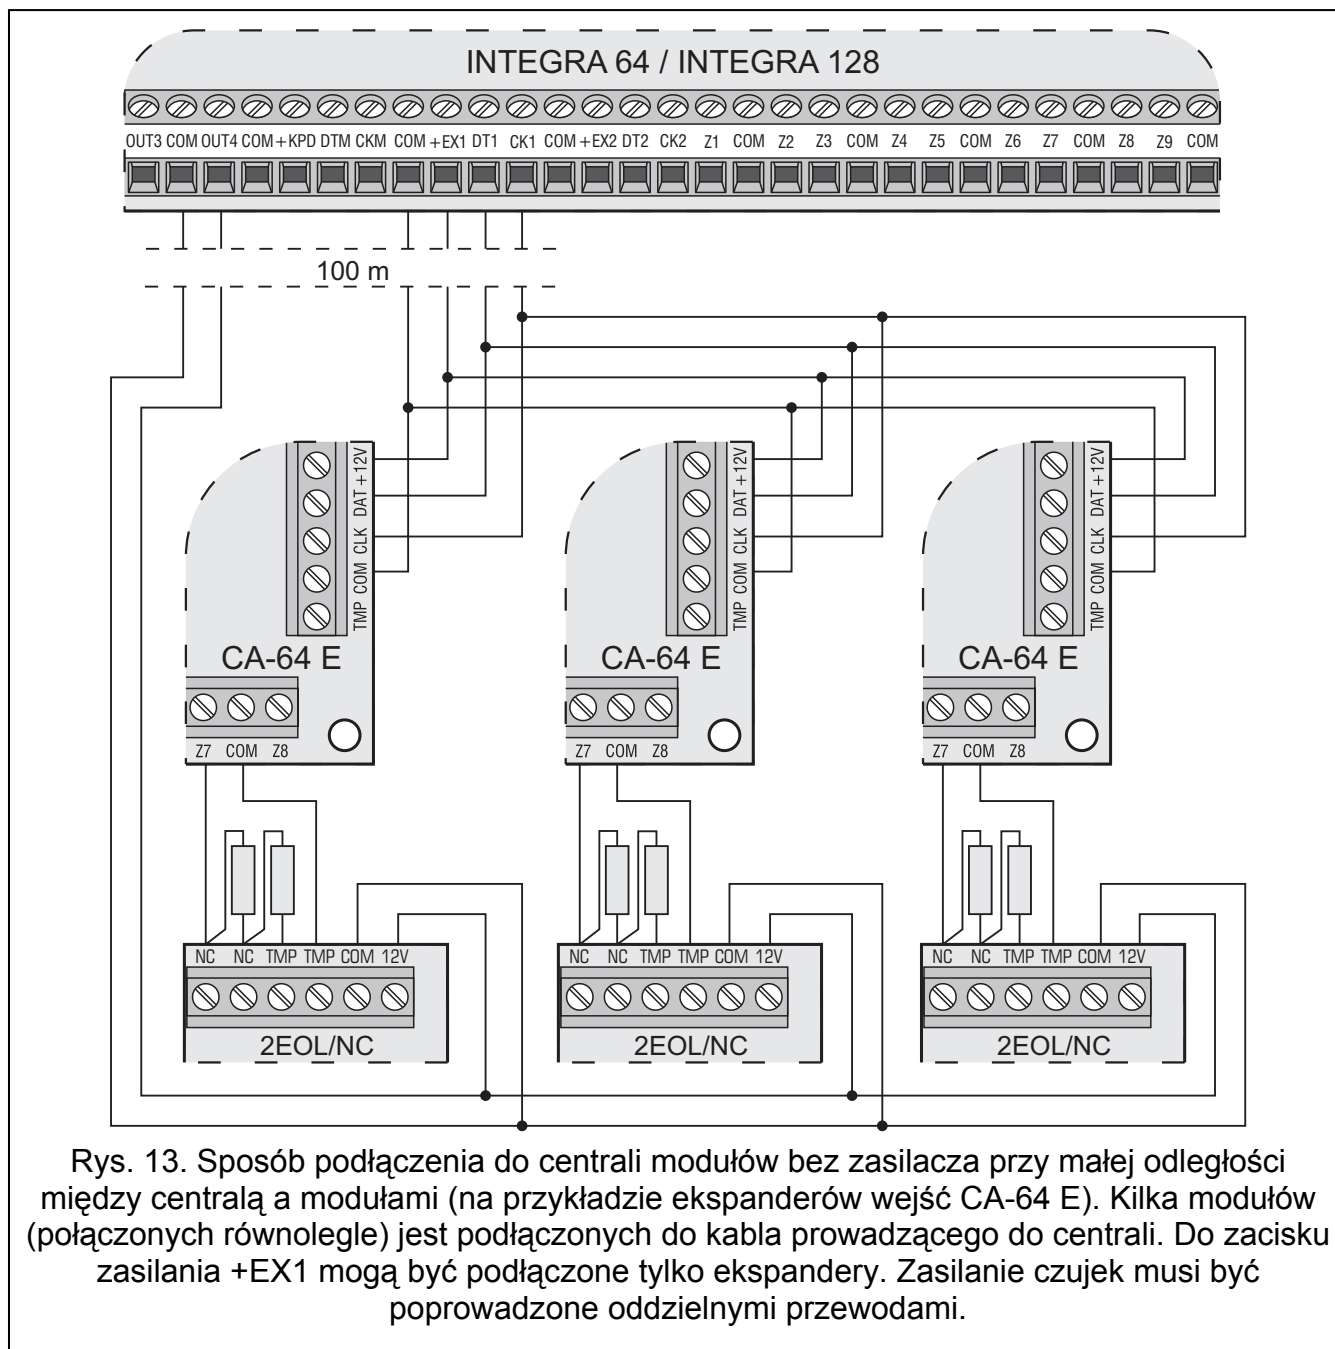 INTEGRA 64 / INTEGRA 128
OUT3 COM OUT4 COM +KPD DTM CKM COM +EX1 DT1 CK1 COM +EX2 DT2 CK2 Z1 COM Z2 Z3 COM Z4 Z5 COM Z6 Z7 COM Z8 Z9 COM
100 m
TMP COM CLK DAT +12V
TMP COM CLK DAT +12V
TMP COM CLK DAT +12V
CA-64 E
CA-64 E
CA-64 E
Z7 COM Z8
Z7 COM Z8
Z7 COM Z8
NC NC TMP TMP COM 12V
NC NC TMP TMP COM 12V
NC NC TMP TMP COM 12V
2EOL/NC
2EOL/NC
2EOL/NC
Rys. 13. Sposób podłączenia do centrali modułów bez zasilacza przy małej odległości
między centralą a modułami (na przykładzie ekspanderów wejść CA-64 E). Kilka modułów
(połączonych równolegle) jest podłączonych do kabla prowadzącego do centrali. Do zacisku
zasilania +EX1 mogą być podłączone tylko ekspandery. Zasilanie czujek musi być
poprowadzone oddzielnymi przewodami.